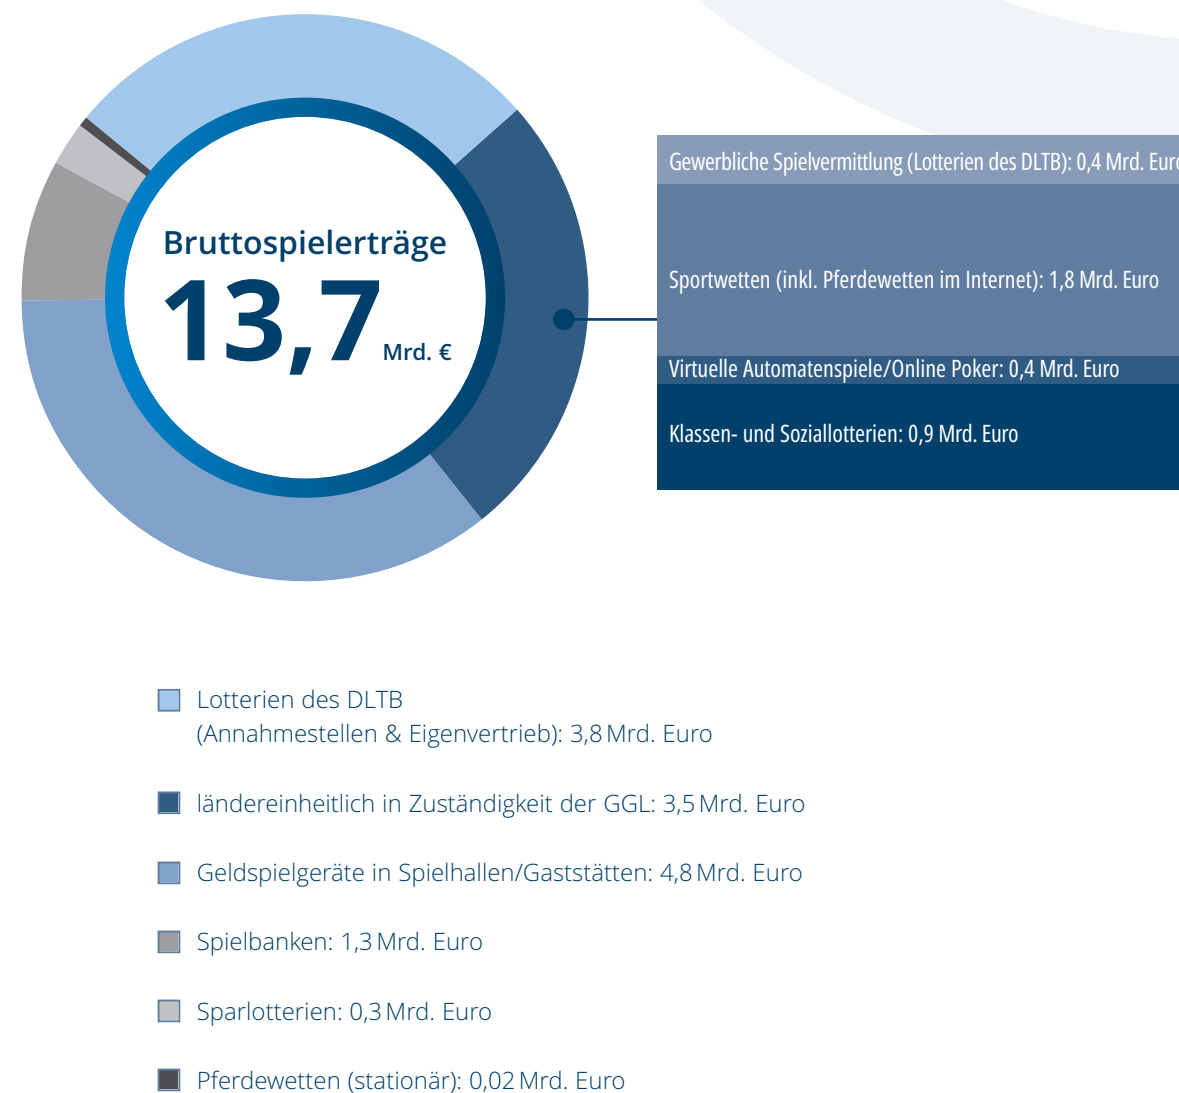 Gewerbliche Spielvermittlung (Lotterien des DLTB): 0,4 Mrd. Euro
Sportwetten (inkl. Pferdewetten im Internet): 1,8 Mrd. Euro
Virtuelle Automatenspiele/Online Poker: 0,4 Mrd. Euro
Klassen- und Soziallotterien: 0,9 Mrd. Euro
Bruttospielerträge
13,7 Mrd. €
Lotterien des DLTB
(Annahmestellen & Eigenvertrieb): 3,8 Mrd. Euro
ländereinheitlich in Zuständigkeit der GGL: 3,5 Mrd. Euro
Geldspielgeräte in Spielhallen/Gaststätten: 4,8 Mrd. Euro
Spielbanken: 1,3 Mrd. Euro
Sparlotterien: 0,3 Mrd. Euro
Pferdewetten (stationär): 0,02 Mrd. Euro